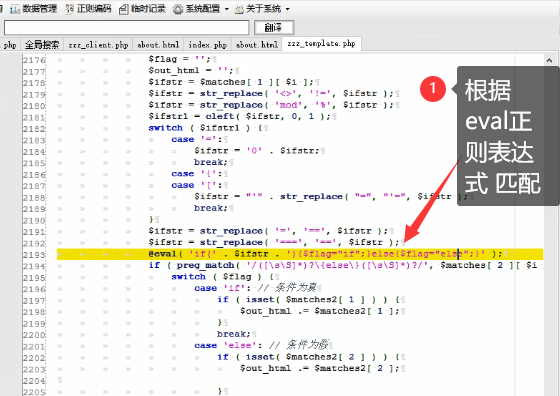 数据管理 正则编码 临时记录 系统配置 关于系统
翻译
.php 全局搜索 zzz_client.php about.html index.php about.html zzz_template.php
2176 $flag = '';
2177 $out_html = '';
2178 $ifstr = $matches[ 1 ][ $i ];
2179 $ifstr = str_replace( '<>', '!=', $ifstr );
2180 $ifstr = str_replace( 'mod', '%', $ifstr );
2181 $ifstr1 = cleft( $ifstr, 0, 1 );
2182 switch ( $ifstr1 ) {
2183 case '=':
2184 $ifstr = '0' . $ifstr;
2185 break;
2186 case '{':
2187 case '[':
2188 $ifstr = "'" . str_replace( "=", "'=", $ifstr );
2189 break;
2190 }
2191 $ifstr = str_replace( '=', '==', $ifstr );
2192 $ifstr = str_replace( '===', '==', $ifstr );
2193 @eval( 'if(' . $ifstr . '){$flag="if";}else{$flag="else";}' );
2194 if ( preg_match( '/([\s\S]*)?\{else\}([\s\S]*)?/', $matches[ 2 ][ $i
2195 switch ( $flag ) {
2196 case 'if': // 条件为真
2197 if ( isset( $matches2[ 1 ] ) ) {
2198 $out_html .= $matches2[ 1 ];
2199 }
2200 break;
2201 case 'else': // 条件为假
2202 if ( isset( $matches2[ 2 ] ) ) {
2203 $out_html .= $matches2[ 2 ];
2204
2205 }
1
根据
eval正
则表达
式 匹配